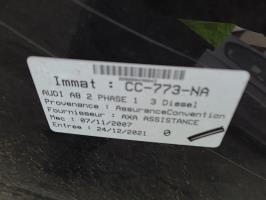 Immat : CC-773-NA
AUDI A8 2 PHASE 1 3 Diesel
Provenance : AssuranceConvention
Fournisseur : AXA ASSISTANCE
Mec : 07/11/2007
Entree : 24/12/2021 0